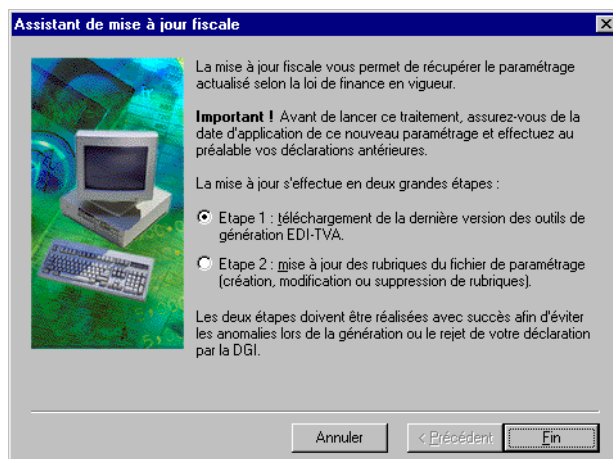 Assistant de mise à jour fiscale
La mise à jour fiscale vous permet de récupérer le paramétrage
actualisé selon la loi de finance en vigueur.
Important ! Avant de lancer ce traitement, assurez-vous de la
date d'application de ce nouveau paramétrage et effectuez au
préalable vos déclarations antérieures.
La mise à jour s'effectue en deux grandes étapes :
Etape 1 : téléchargement de la dernière version des outils de
génération EDI-TVA.
Etape 2 : mise à jour des rubriques du fichier de paramétrage
(création, modification ou suppression de rubriques).
Les deux étapes doivent être réalisées avec succès afin d'éviter
les anomalies lors de la génération ou le rejet de votre déclaration
par la DGI.
Annuler
< Précédent
Fin